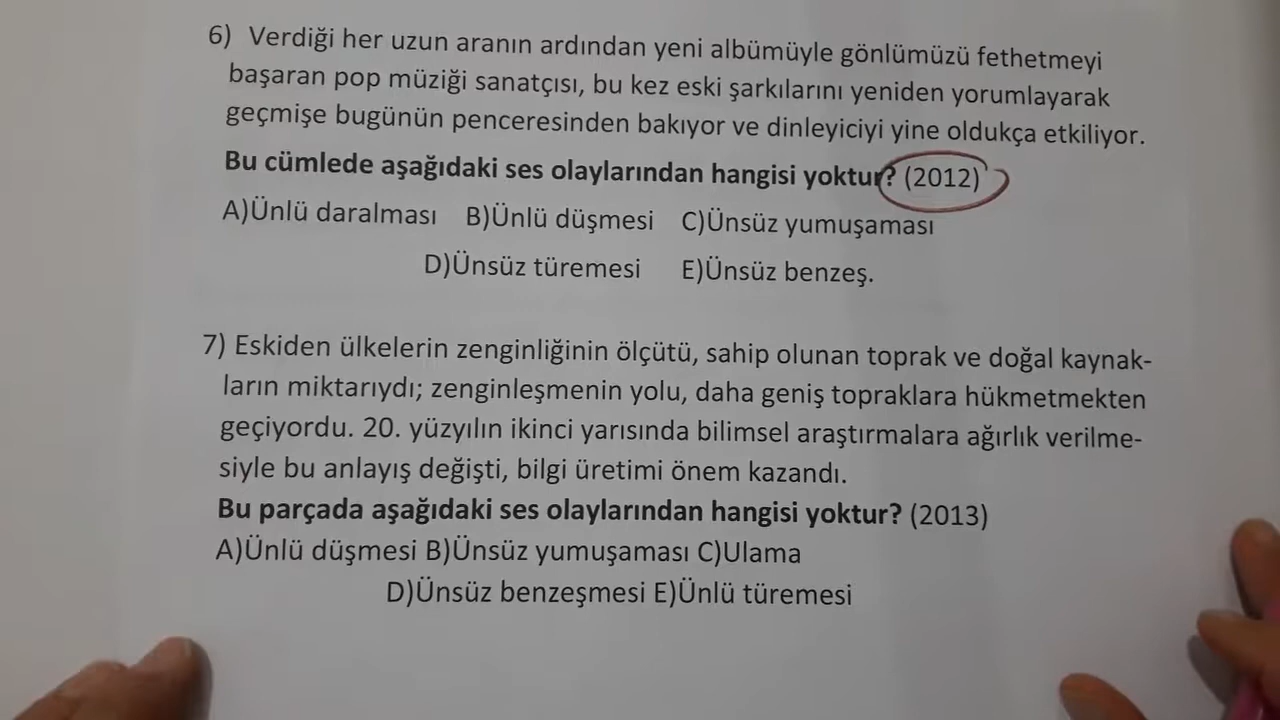 6) Verdiği her uzun aranın ardından yeni albümüyle gönlümüzü fethetmeyi
başaran pop müziği sanatçısı, bu kez eski şarkılarını yeniden yorumlayarak
geçmişe bugünün penceresinden bakıyor ve dinleyiciyi yine oldukça etkiliyor.
Bu cümlede aşağıdaki ses olaylarından hangisi yoktur? (2012)
A)Ünlü daralması B)Ünlü düşmesi C)Ünsüz yumuşaması
D)Ünsüz türemesi E)Ünsüz benzeş.
7) Eskiden ülkelerin zenginliğinin ölçütü, sahip olunan toprak ve doğal kaynak-
ların miktarıydı; zenginleşmenin yolu, daha geniş topraklara hükmetmekten
geçiyordu. 20. yüzyılın ikinci yarısında bilimsel araştırmalara ağırlık verilme-
siyle bu anlayış değişti, bilgi üretimi önem kazandı.
Bu parçada aşağıdaki ses olaylarından hangisi yoktur? (2013)
A)Ünlü düşmesi B)Ünsüz yumuşaması C)Ulama
D)Ünsüz benzeşmesi E)Ünlü türemesi